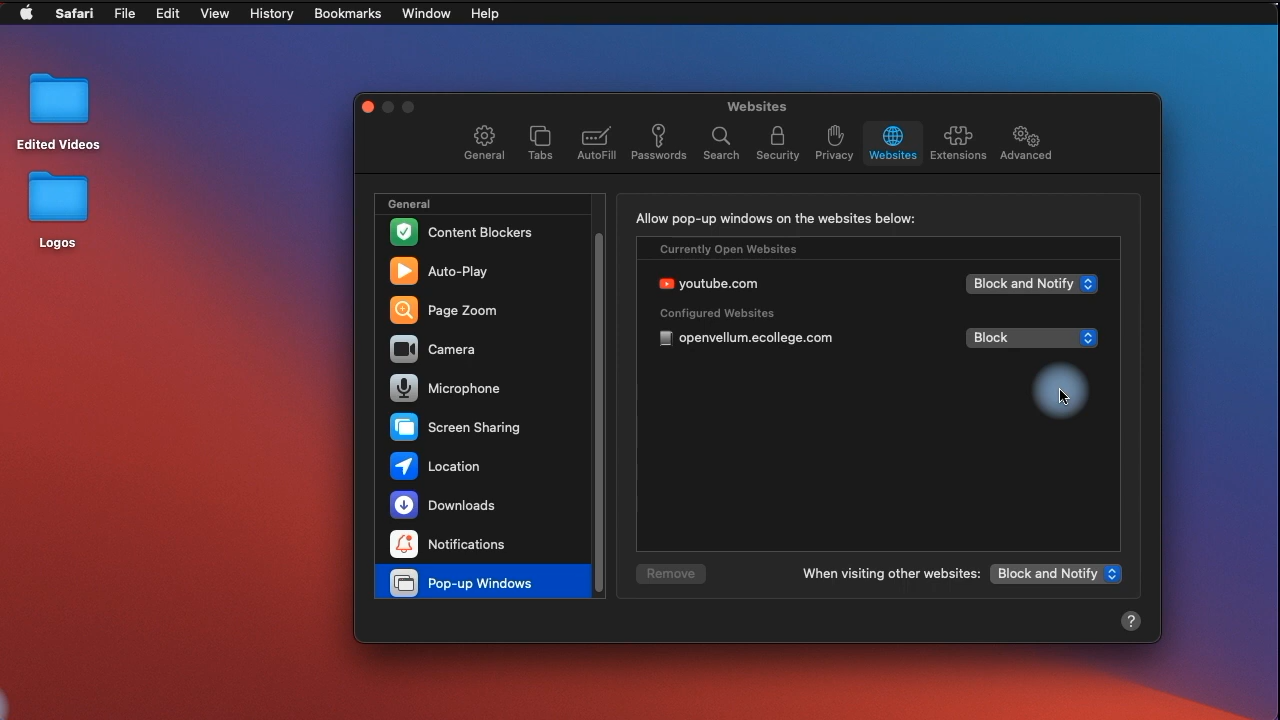 Safari File Edit View History Bookmarks Window Help
Edited Videos
Logos
Websites
General Tabs AutoFill Passwords Search Security Privacy Websites Extensions Advanced
General
Content Blockers
Auto-Play
Page Zoom
Camera
Microphone
Screen Sharing
Location
Downloads
Notifications
Pop-up Windows
Allow pop-up windows on the websites below:
Currently Open Websites
youtube.com Block and Notify
Configured Websites
openvellum.ecollege.com Block
Remove When visiting other websites: Block and Notify
?